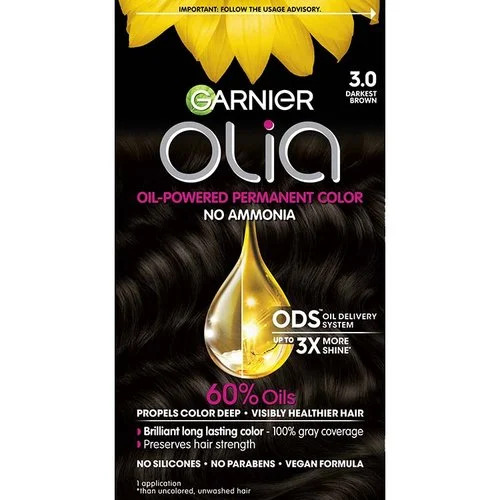 IMPORTANT: FOLLOW THE USAGE ADVISORY.
3.0
DARKEST
BROWN
GARNIER
OLIA
OIL-POWERED PERMANENT COLOR
NO AMMONIA
ODS™ OIL DELIVERY SYSTEM
UP TO 3X MORE SHINE*
60% Oils
PROPELS COLOR DEEP • VISIBLY HEALTHIER HAIR
Brilliant long lasting color - 100% gray coverage
Preserves hair strength
NO SILICONES • NO PARABENS • VEGAN FORMULA
1 application
*than uncolored, unwashed hair